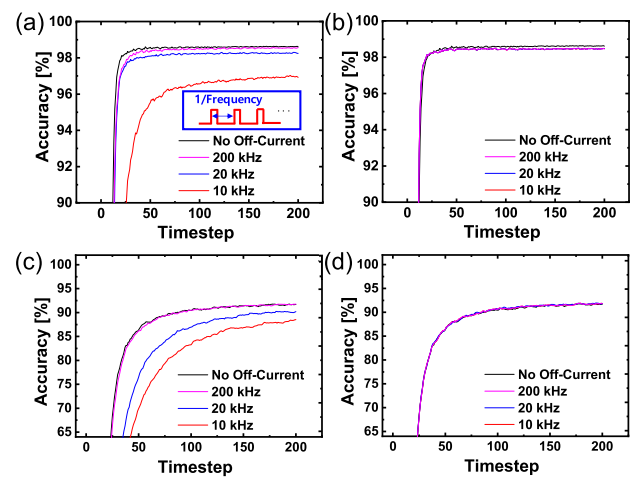 (a)
Accuracy [%]
100
98
96
94
92
90
1/Frequency
...
No Off-Current
200 kHz
20 kHz
10 kHz
0 50 100 150 200
Timestep
(b)
Accuracy [%]
100
98
96
94
92
90
No Off-Current
200 kHz
20 kHz
10 kHz
0 50 100 150 200
Timestep
(c)
Accuracy [%]
100
95
90
85
80
75
70
65
No Off-Current
200 kHz
20 kHz
10 kHz
0 50 100 150 200
Timestep
(d)
Accuracy [%]
100
95
90
85
80
75
70
65
No Off-Current
200 kHz
20 kHz
10 kHz
0 50 100 150 200
Timestep